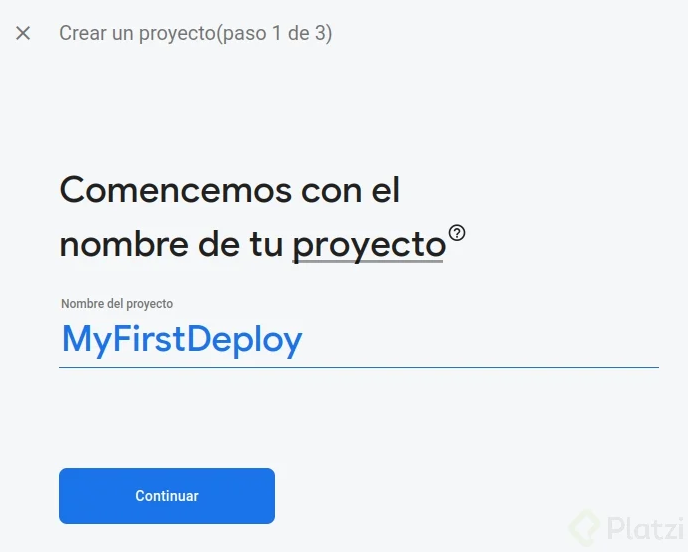 Crear un proyecto(paso 1 de 3)
Comencemos con el
nombre de tu proyecto
Nombre del proyecto
MyFirstDeploy
Continuar
Platzi